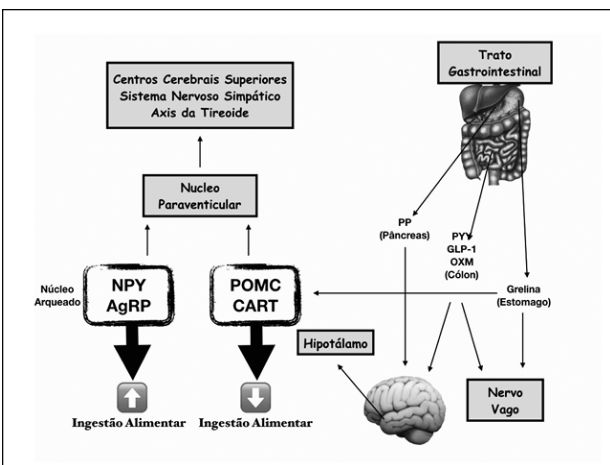 Centros Cerebrais Superiores
Sistema Nervoso Simpático
Axis da Tireoide
Trato
Gastrointestinal
Nucleo
Paraventicular
PP
(Pâncreas)
PYY
GLP-1
OXM
(Cólon)
Núcleo
Arqueado
NPY
AgRP
POMC
CART
Grelina
(Estomago)
Hipotálamo
Nervo
Vago
Ingestão Alimentar
Ingestão Alimentar